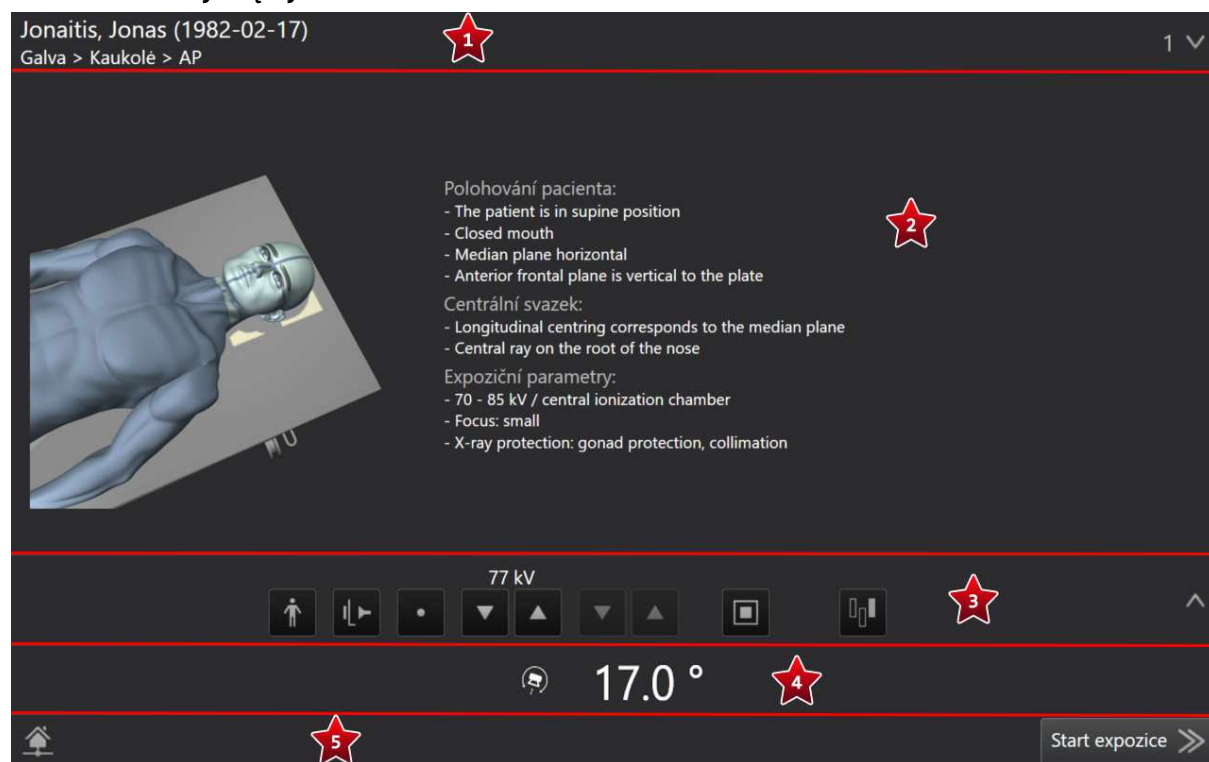 Jonaitis, Jonas (1982-02-17)
1
1
Galva > Kaukolė > AP
Polohování pacienta:
- The patient is in supine position
- Closed mouth
2
- Median plane horizontal
- Anterior frontal plane is vertical to the plate
Centrální svazek:
- Longitudinal centring corresponds to the median plane
- Central ray on the root of the nose
Expoziční parametry:
- 70 - 85 kV / central ionization chamber
- Focus: small
- X-ray protection: gonad protection, collimation
77 kV
3
17.0 °
4
5
Start expozice